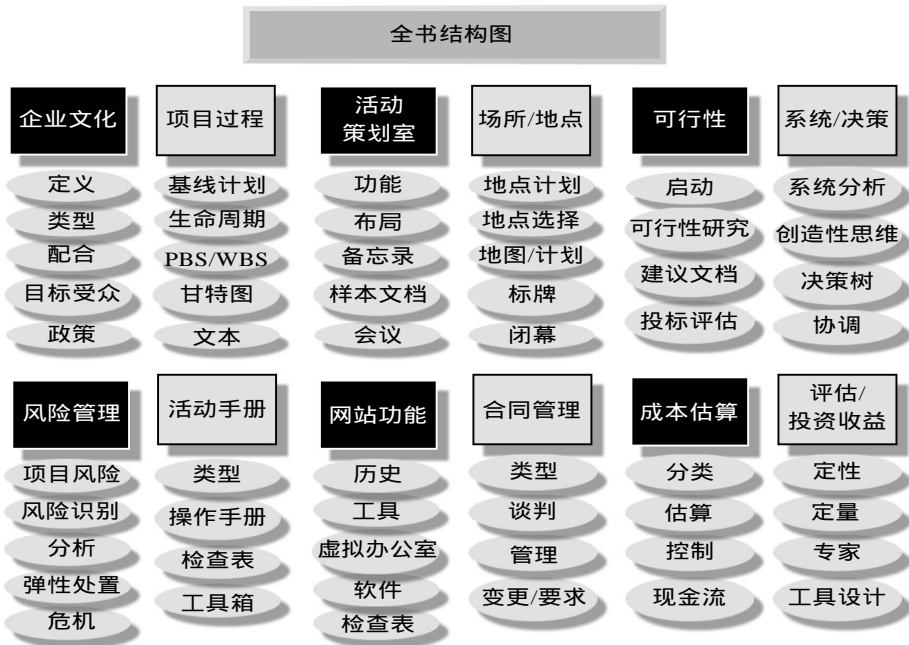 全书结构图
企业文化
定义
类型
配合
目标受众
政策
项目过程
基线计划
生命周期
PBS/WBS
甘特图
文本
活动
策划室
功能
布局
备忘录
样本文档
会议
场所/地点
地点计划
地点选择
地图/计划
标牌
闭幕
可行性
启动
可行性研究
建议文档
投标评估
系统/决策
系统分析
创造性思维
决策树
协调
风险管理
项目风险
风险识别
分析
弹性处置
危机
活动手册
类型
操作手册
检查表
工具箱
网站功能
历史
工具
虚拟办公室
软件
检查表
合同管理
类型
谈判
管理
变更/要求
成本估算
分类
估算
控制
现金流
评估/
投资收益
定性
定量
专家
工具设计